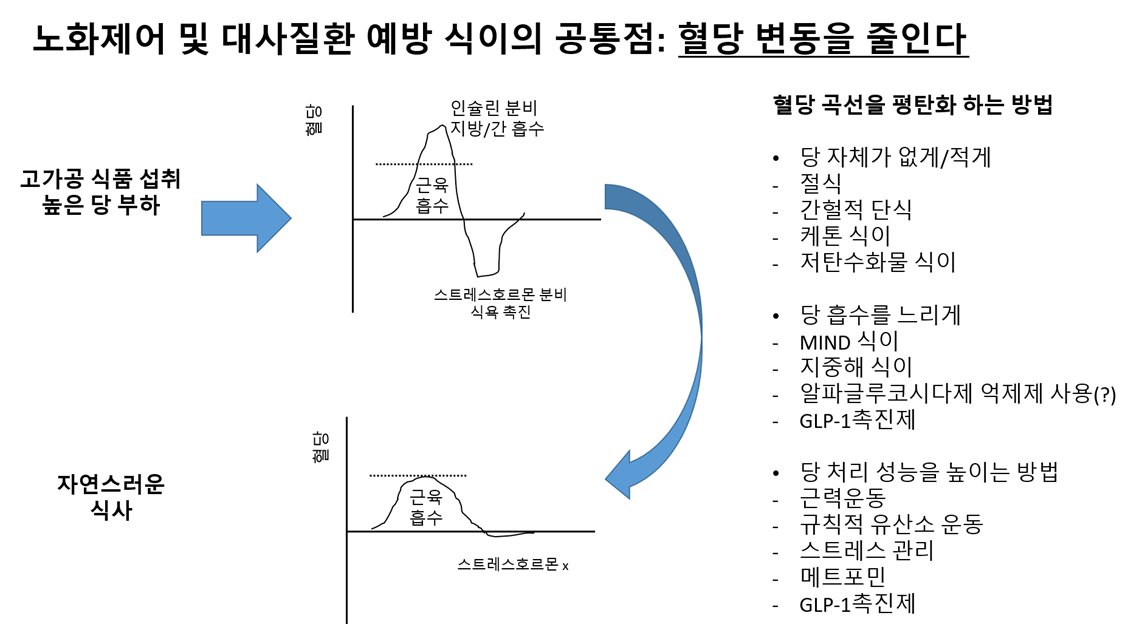 노화제어 및 대사질환 예방 식이의 공통점: 혈당 변동을 줄인다
고가공 식품 섭취
높은 당 부하
혈당
인슐린 분비
지방/간 흡수
근육
흡수
스트레스호르몬 분비
식욕 촉진
자연스러운
식사
혈당
근육
흡수
스트레스호르몬 x
혈당 곡선을 평탄화 하는 방법
• 당 자체가 없게/적게
- 절식
- 간헐적 단식
- 케톤 식이
- 저탄수화물 식이
• 당 흡수를 느리게
- MIND 식이
- 지중해 식이
- 알파글루코시다제 억제제 사용(?)
- GLP-1촉진제
• 당 처리 성능을 높이는 방법
- 근력운동
- 규칙적 유산소 운동
- 스트레스 관리
- 메트포민
- GLP-1촉진제